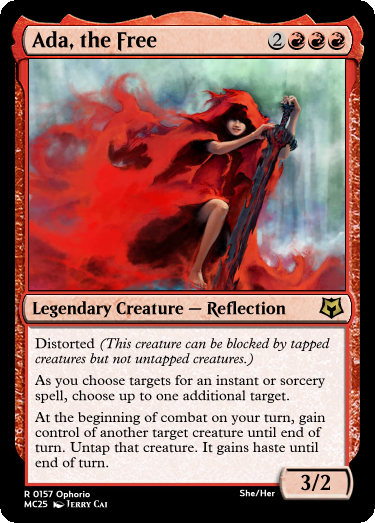 Ada, the Free
2
Legendary Creature — Reflection
Distorted (This creature can be blocked by tapped
creatures but not untapped creatures.)
As you choose targets for an instant or sorcery
spell, choose up to one additional target.
At the beginning of combat on your turn, gain
control of another target creature until end
of turn. Untap that creature. It gains haste until
end of turn.
3/2
R 0157 Ophorio
She/Her
MC25 Jerry Cai